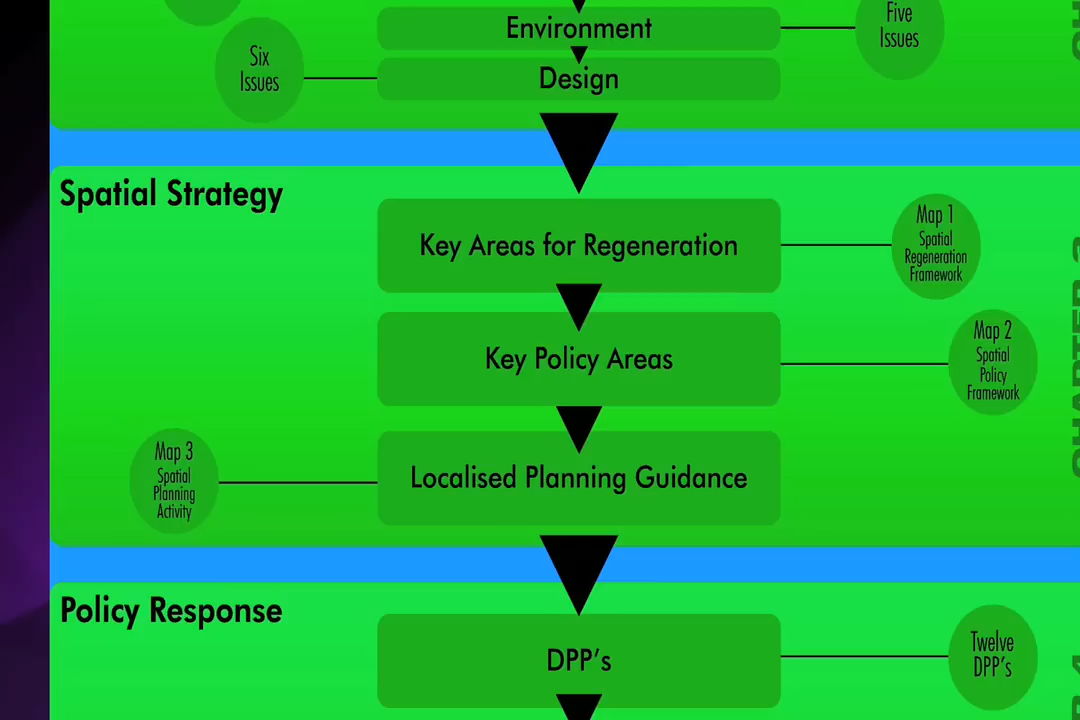 Environment
Five
Issues
Six
Issues
Design
Spatial Strategy
Key Areas for Regeneration
Map 1
Spatial
Regeneration
Framework
Key Policy Areas
Map 2
Spatial
Policy
Framework
Map 3
Spatial
Planning
Activity
Localised Planning Guidance
Policy Response
DPP's
Twelve
DPP's